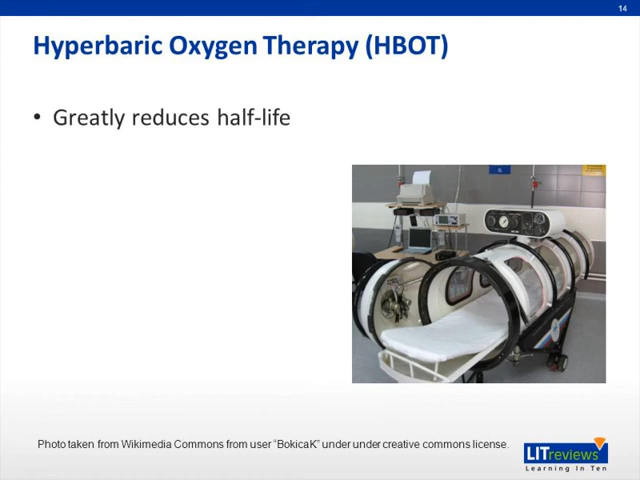 14
Hyperbaric Oxygen Therapy (HBOT)
• Greatly reduces half-life
Photo taken from Wikimedia Commons from user “BokicaK” under under creative commons license.
LITreviews
Learning In Ten